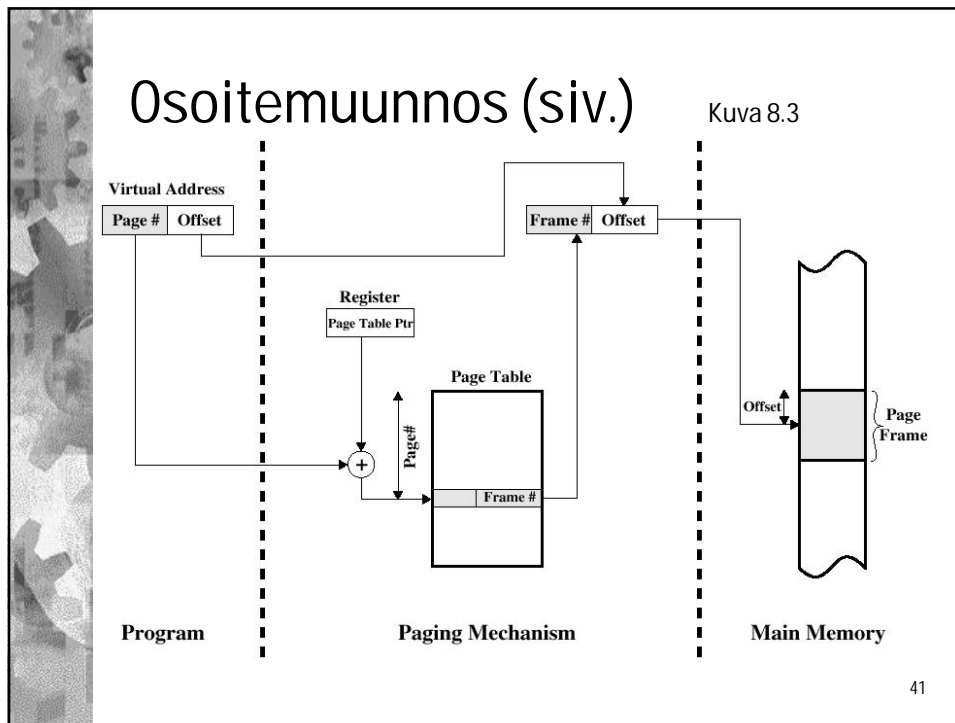 Osoitemuunnos (siv.)
Kuva 8.3
Virtual Address
Page # Offset
Frame # Offset
Register
Page Table Ptr
Page Table
Page#
+
Frame #
Offset
Page
Frame
Program
Paging Mechanism
Main Memory
41